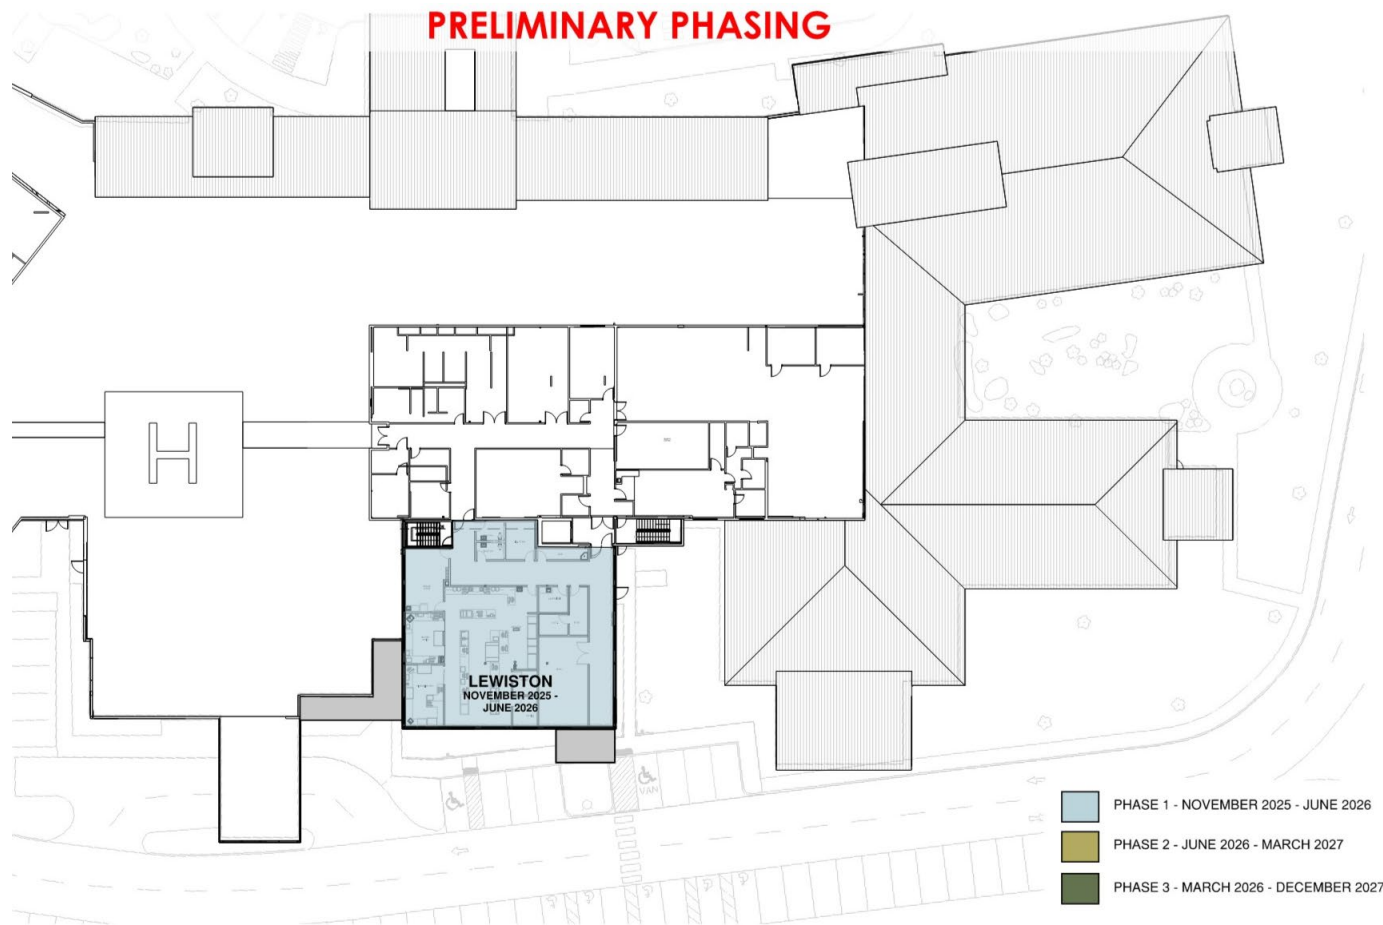 PRELIMINARY PHASING
H
LEWISTON
NOVEMBER 2025 -
JUNE 2026
VAN
PHASE 1 - NOVEMBER 2025 - JUNE 2026
PHASE 2 - JUNE 2026 - MARCH 2027
PHASE 3 - MARCH 2026 - DECEMBER 2027